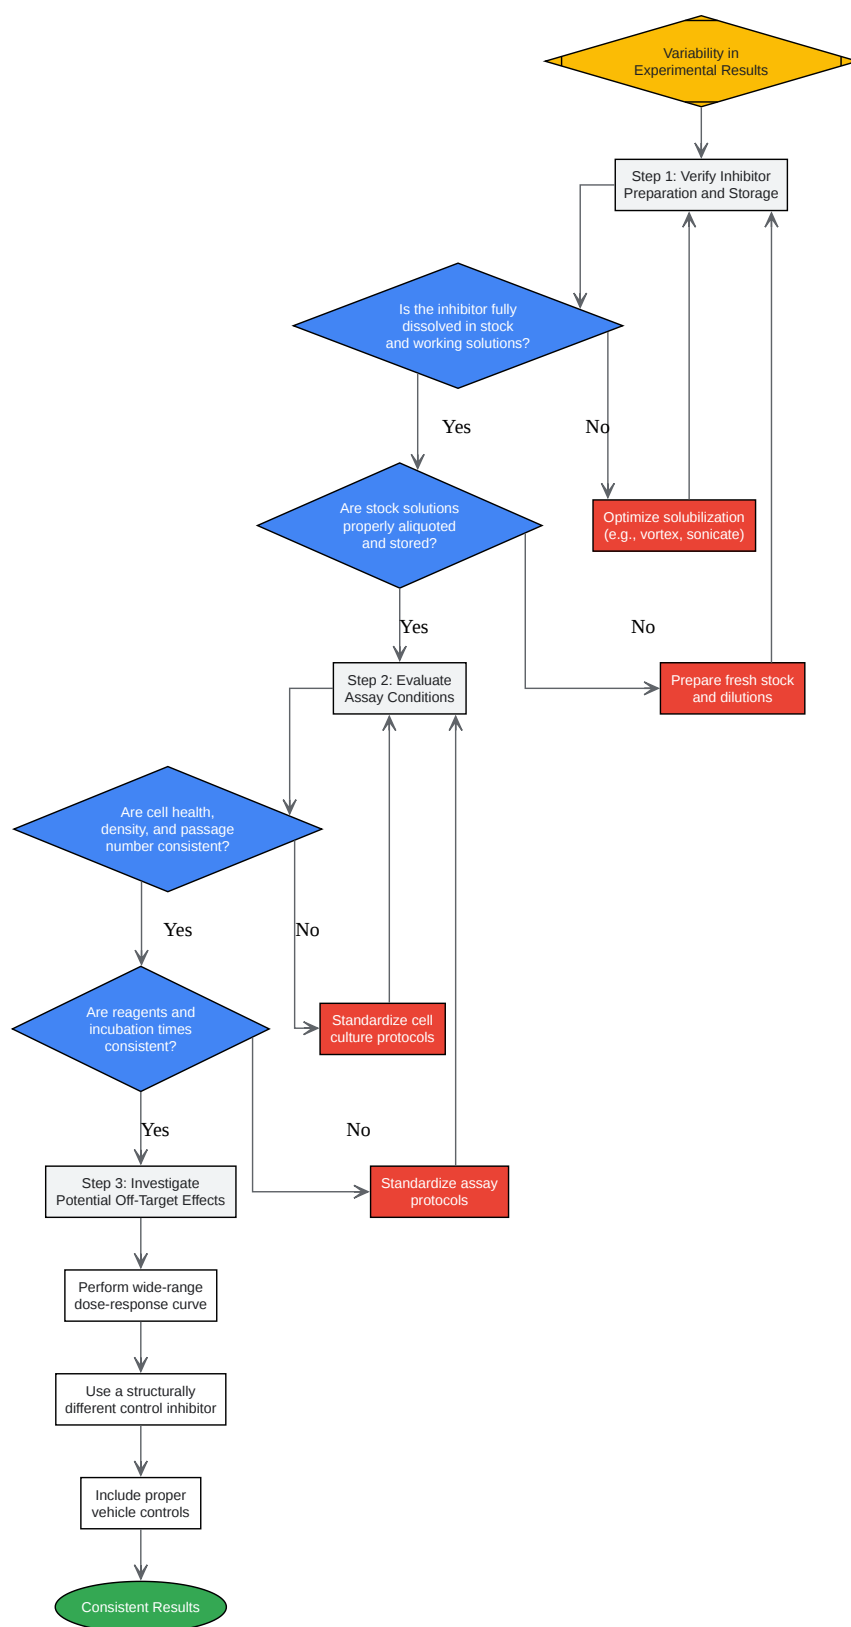 Variability in
Experimental Results
Step 1: Verify Inhibitor
Preparation and Storage
Is the inhibitor fully
dissolved in stock
and working solutions?
Yes
No
Are stock solutions
properly aliquoted
and stored?
Optimize solubilization
(e.g., vortex, sonicate)
Yes
No
Step 2: Evaluate
Assay Conditions
Prepare fresh stock
and dilutions
Are cell health,
density, and passage
number consistent?
Yes
No
Are reagents and
incubation times
consistent?
Standardize cell
culture protocols
Yes
No
Step 3: Investigate
Potential Off-Target Effects
Standardize assay
protocols
Perform wide-range
dose-response curve
Use a structurally
different control inhibitor
Include proper
vehicle controls
Consistent Results